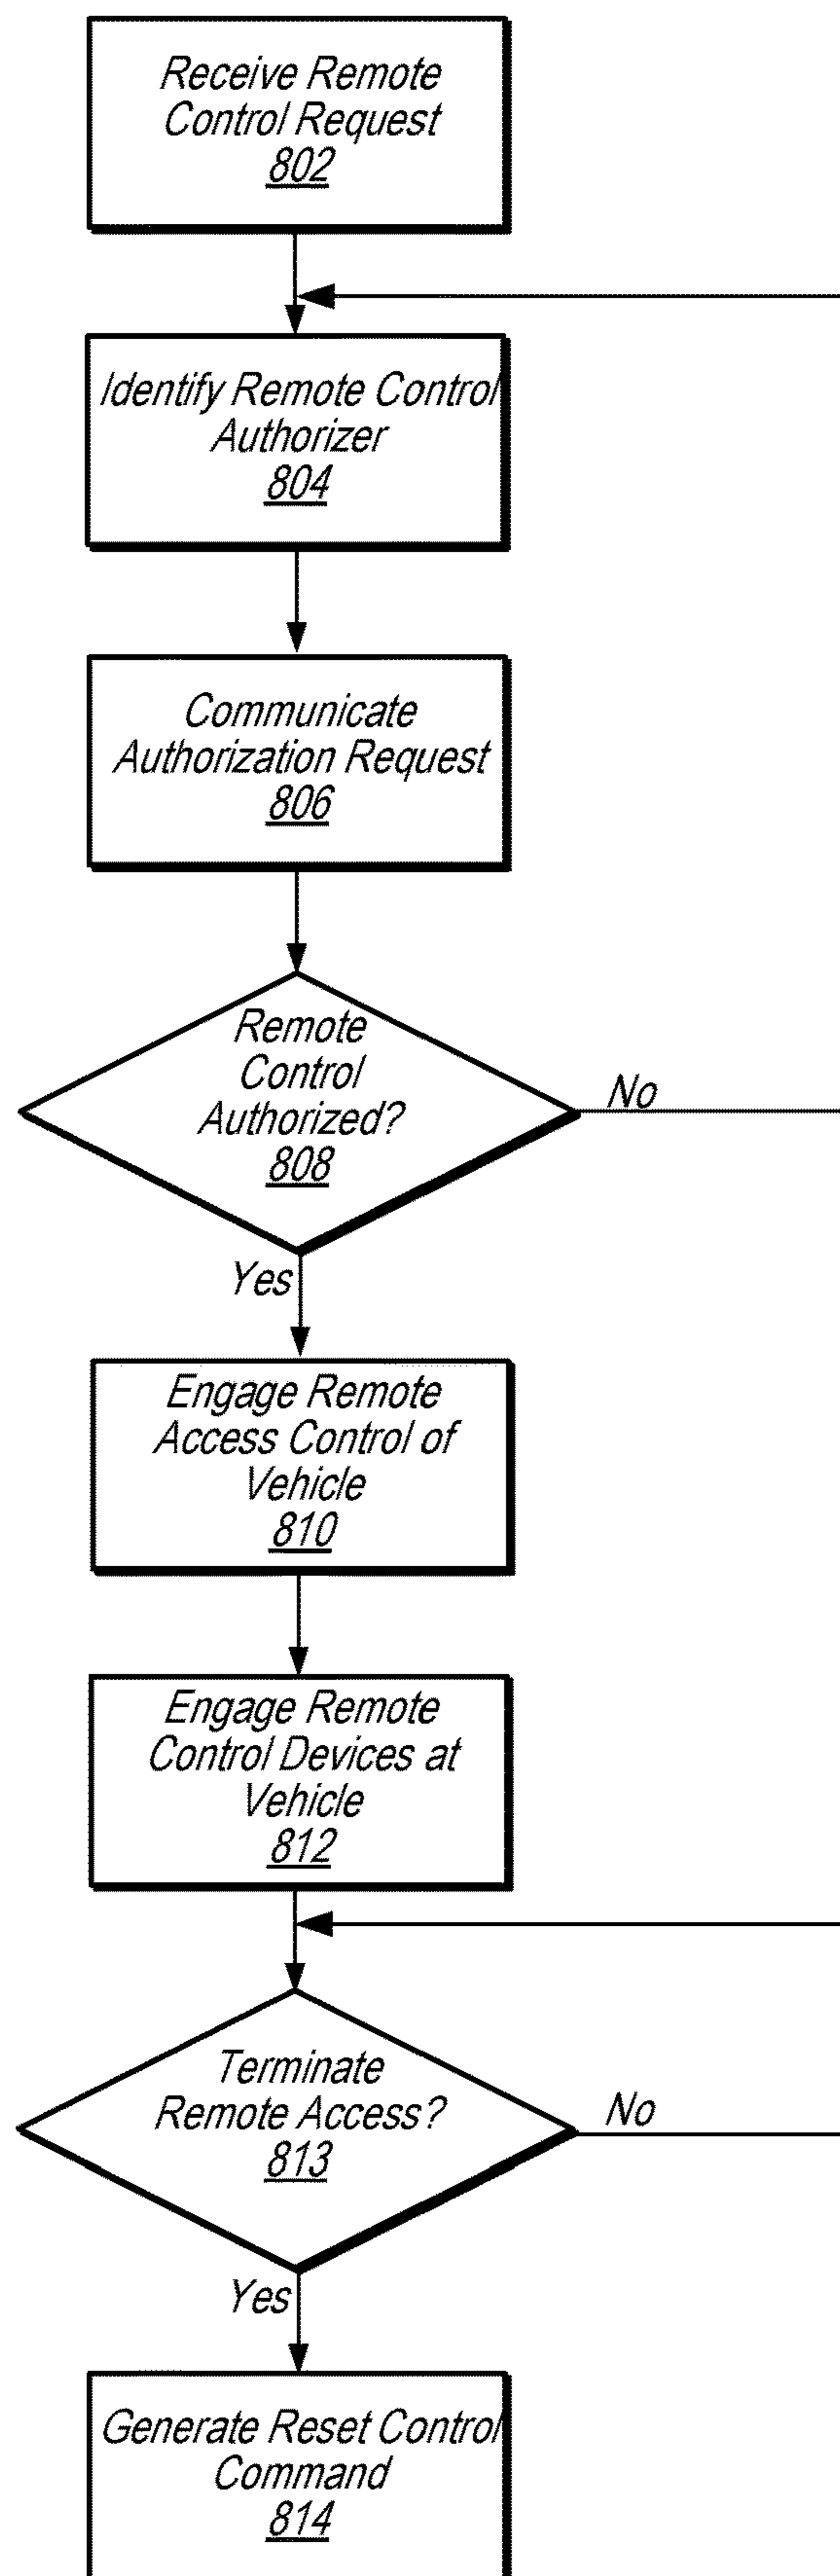 Receive Remote
Control Request
802
Identify Remote Control
Authorizer
804
Communicate
Authorization Request
806
Remote
Control
Authorized?
808
No
Yes
Engage Remote
Access Control of
Vehicle
810
Engage Remote
Control Devices at
Vehicle
812
Terminate
Remote Access?
813
No
Yes
Generate Reset Control
Command
814